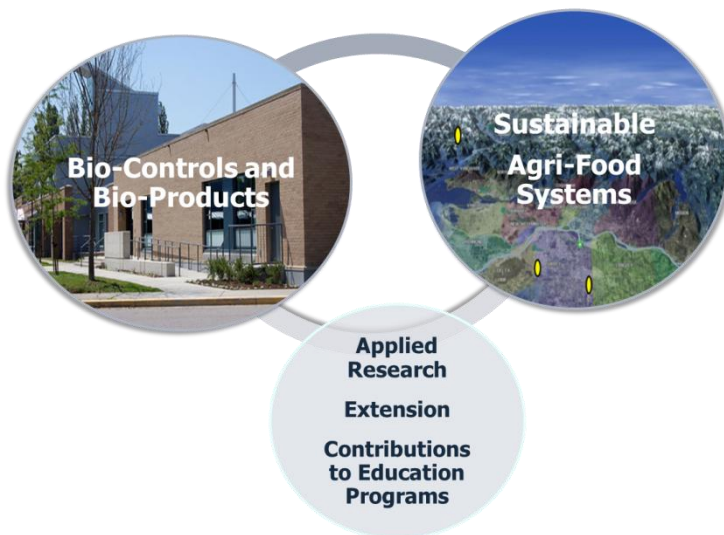 Bio-Controls and
Bio-Products
Sustainable
Agri-Food
Systems
Applied
Research
Extension
Contributions
to Education
Programs